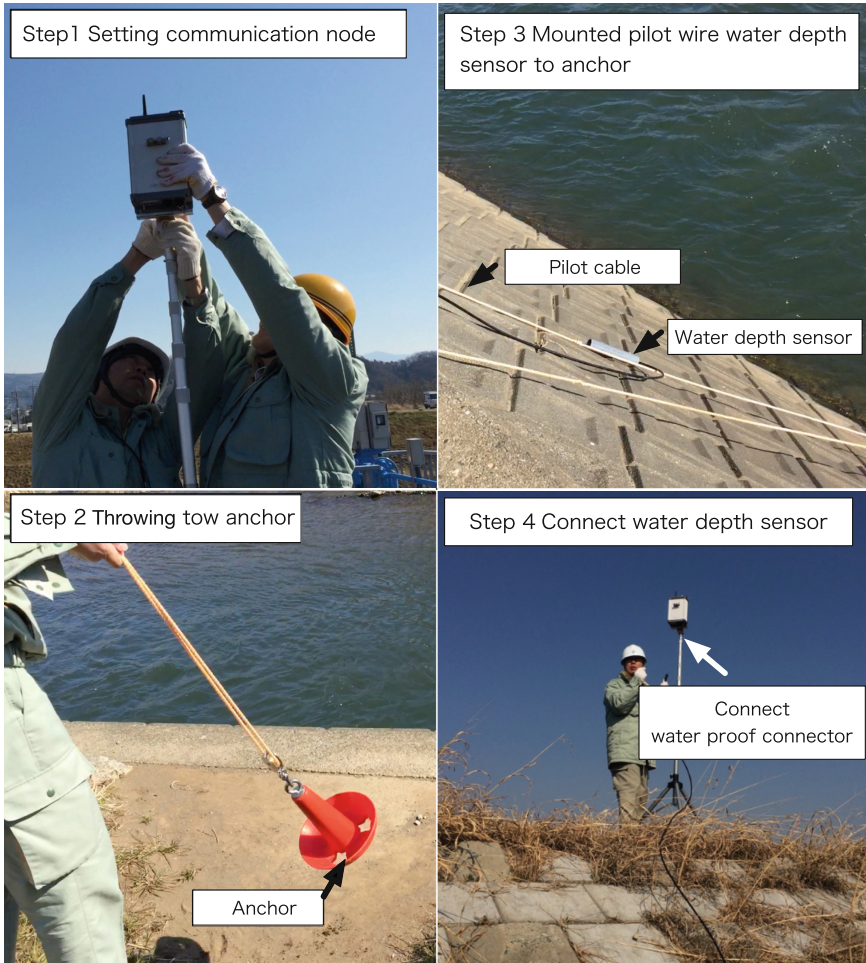 Step1 Setting communication node
Step 2 Throwing tow anchor
Anchor
Step 3 Mounted pilot wire water depth
sensor to anchor
Pilot cable
Water depth sensor
Step 4 Connect water depth sensor
Connect
water proof connector